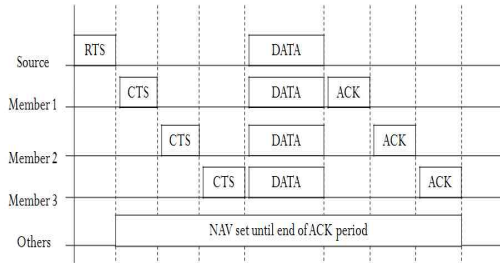 RTS DATA
Source
CTS DATA ACK
Member 1
CTS DATA ACK
Member 2
CTS DATA ACK
Member 3
NAV set until end of ACK period
Others